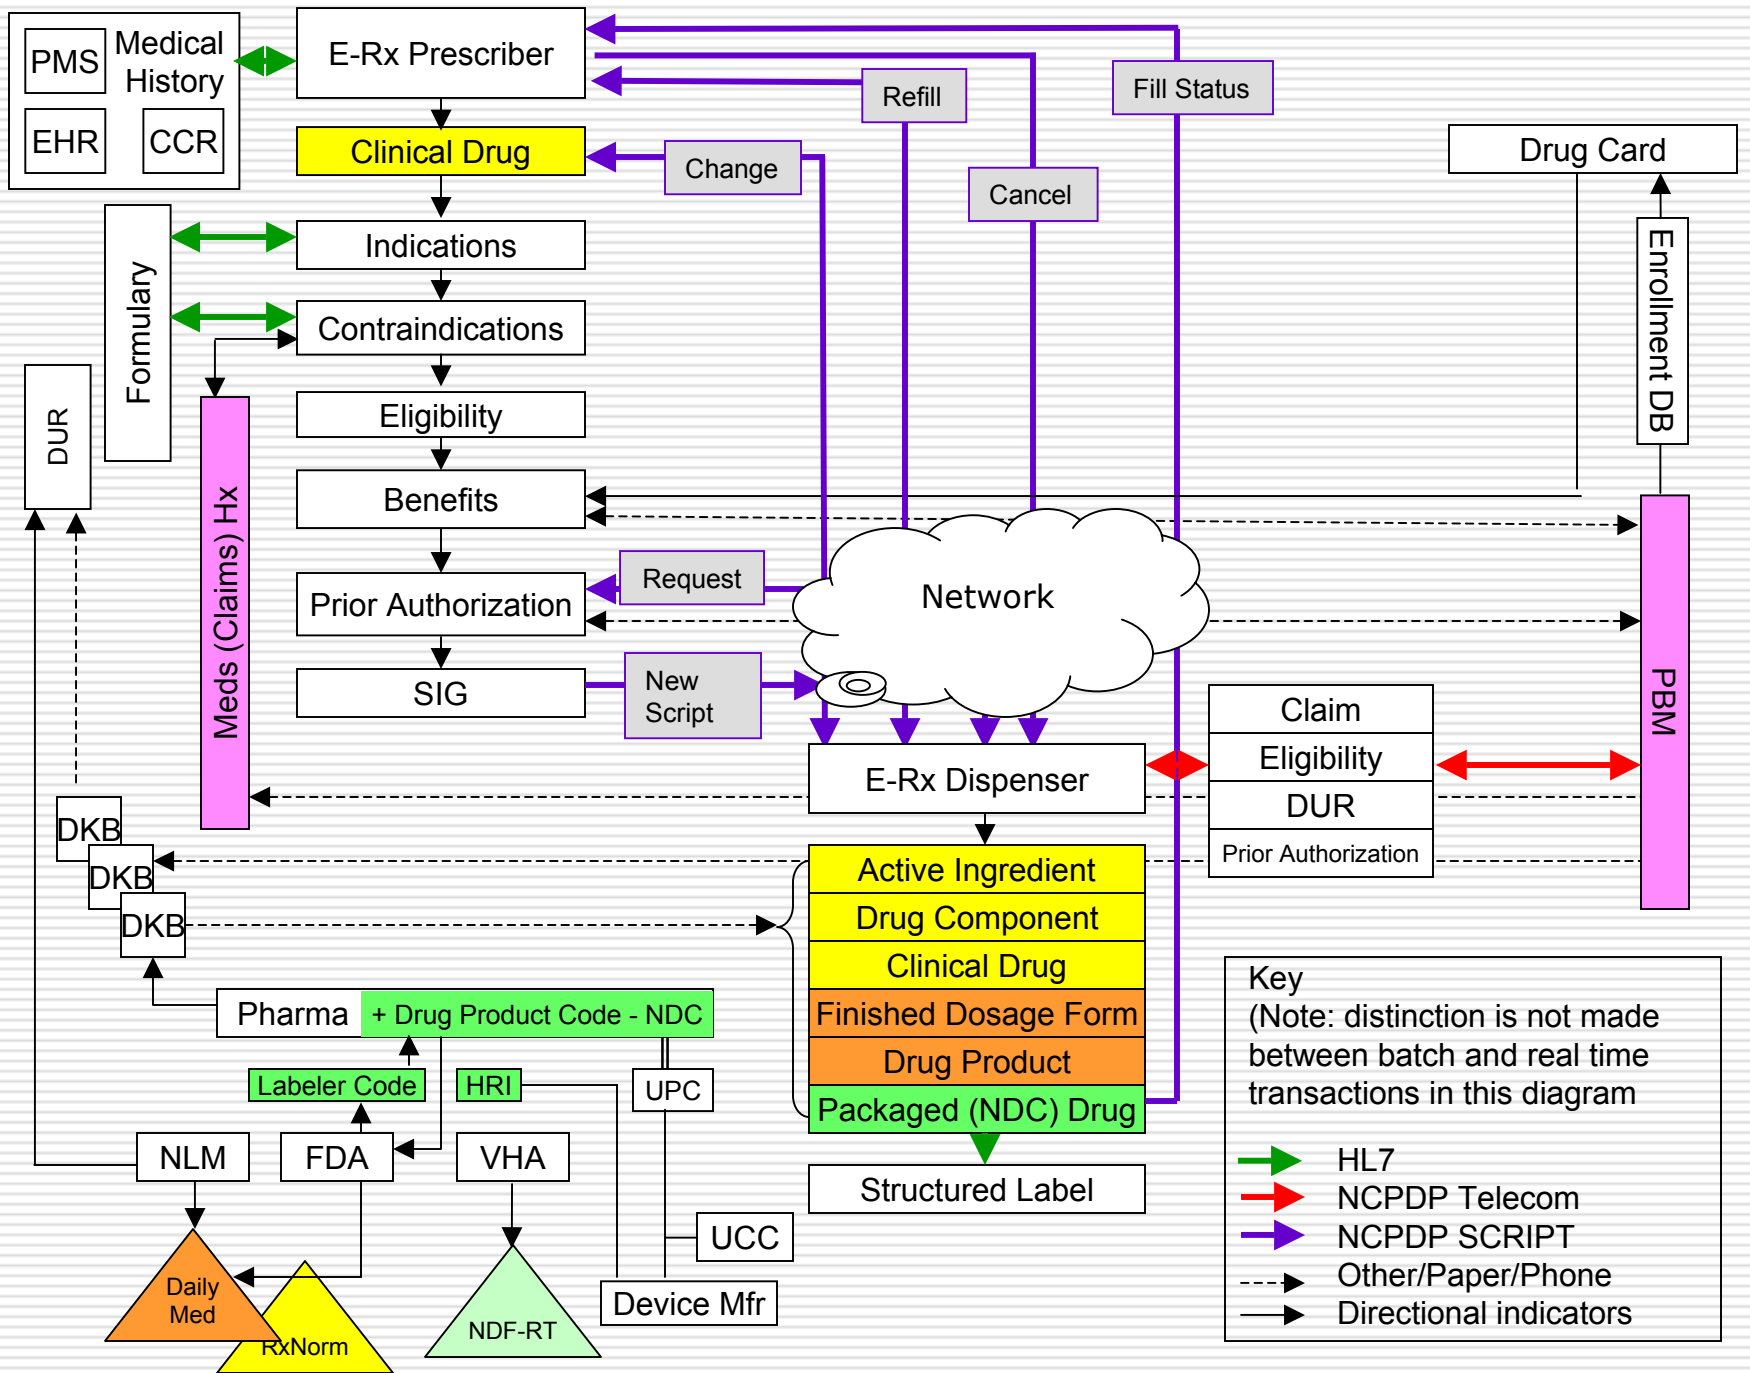 PMS
Medical
History
EHR
CCR
E-Rx Prescriber
Refill
Fill Status
Clinical Drug
Change
Cancel
Drug Card
Indications
Formulary
Contraindications
Enrollment DB
DUR
Eligibility
Meds (Claims) Hx
Benefits
Request
Network
Prior Authorization
SIG
New
Script
PBM
Claim
Eligibility
DUR
Prior Authorization
E-Rx Dispenser
DKB
DKB
DKB
Active Ingredient
Drug Component
Clinical Drug
Finished Dosage Form
Drug Product
Packaged (NDC) Drug
Structured Label
Pharma
+ Drug Product Code - NDC
Labeler Code
HRI
UPC
NLM
FDA
VHA
UCC
Device Mfr
Daily
Med
RxNorm
NDF-RT
Key
(Note: distinction is not made
between batch and real time
transactions in this diagram
HL7
NCPDP Telecom
NCPDP SCRIPT
Other/Paper/Phone
Directional indicators